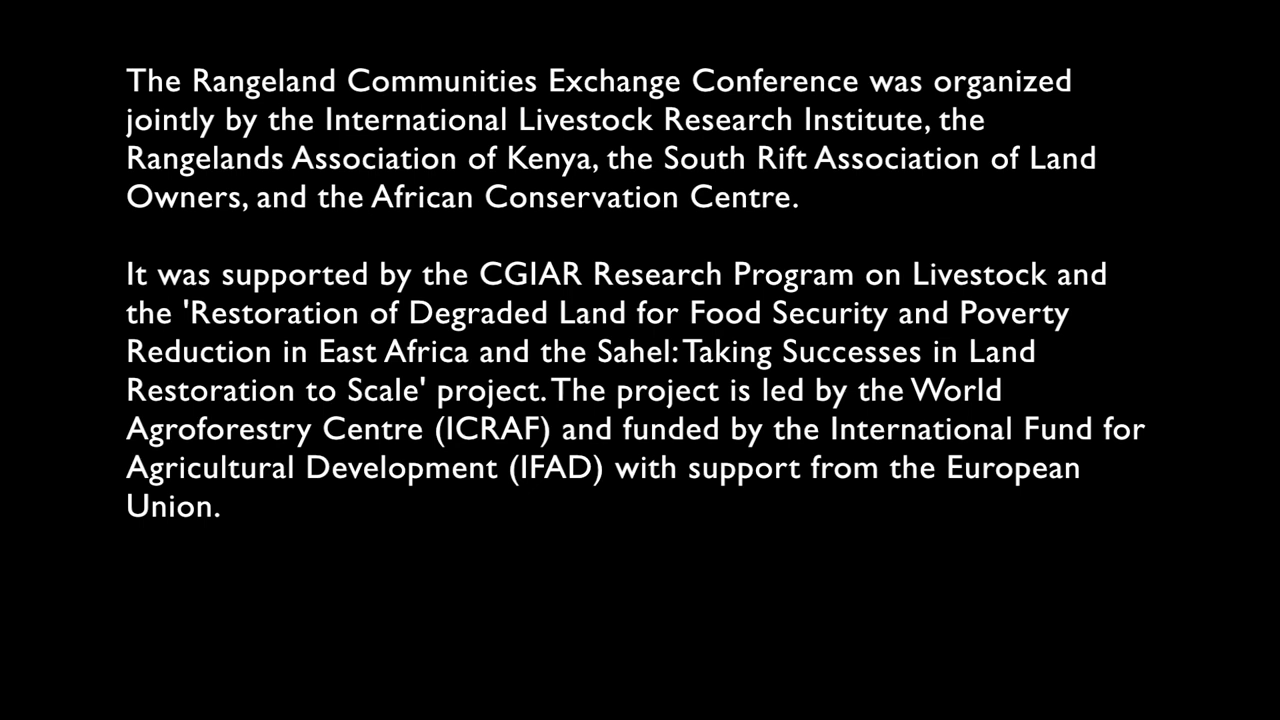 The Rangeland Communities Exchange Conference was organized
jointly by the International Livestock Research Institute, the
Rangelands Association of Kenya, the South Rift Association of Land
Owners, and the African Conservation Centre.
It was supported by the CGIAR Research Program on Livestock and
the 'Restoration of Degraded Land for Food Security and Poverty
Reduction in East Africa and the Sahel: Taking Successes in Land
Restoration to Scale' project. The project is led by the World
Agroforestry Centre (ICRAF) and funded by the International Fund for
Agricultural Development (IFAD) with support from the European
Union.